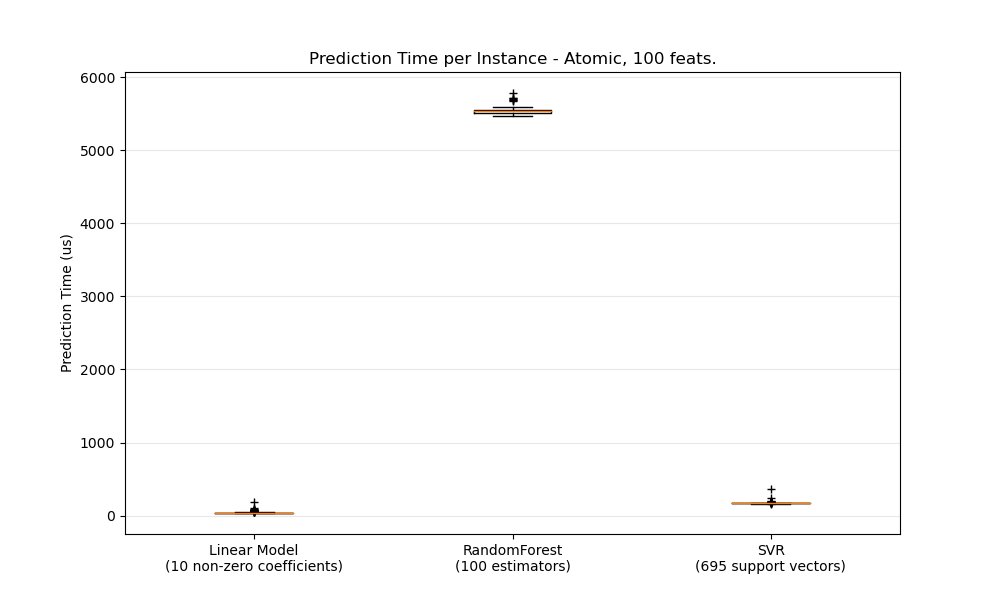 Prediction Time per Instance - Atomic, 100 feats.
Prediction Time (us)
6000
5000
4000
3000
2000
1000
0
Linear Model
(10 non-zero coefficients)
RandomForest
(100 estimators)
SVR
(695 support vectors)